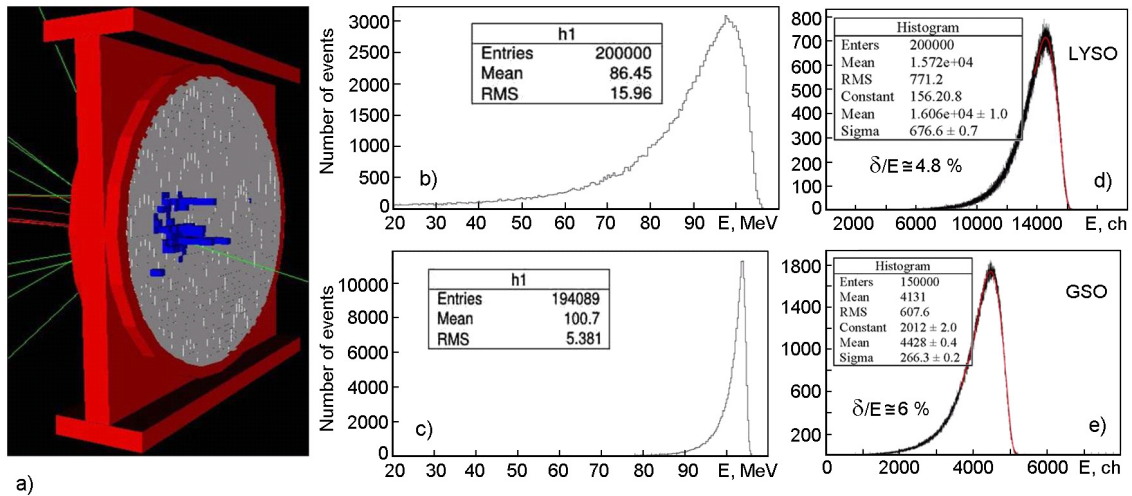 a)
Number of events
3000
2500
2000
1500
1000
500
0
h1
Entries 200000
Mean 86.45
RMS 15.96
b)
20 30 40 50 60 70 80 90 E, MeV
Number of events
10000
8000
6000
4000
2000
0
h1
Entries 194089
Mean 100.7
RMS 5.381
c)
20 30 40 50 60 70 80 90 E, MeV
800
700
600
500
400
300
200
100
0
Histogram
Enters 200000
Mean 1.572e+04
RMS 771.2
Constant 156.20.8
Mean 1.606e+04 ± 1.0
Sigma 676.6 ± 0.7
LYSO
δ/E≅4.8 %
d)
2000 6000 10000 14000 E, ch
1800
1400
1000
600
200
Histogram
Enters 150000
Mean 4131
RMS 607.6
Constant 2012 ± 2.0
Mean 4428 ± 0.4
Sigma 266.3 ± 0.2
GSO
δ/E≅6 %
e)
0 2000 4000 6000 E, ch